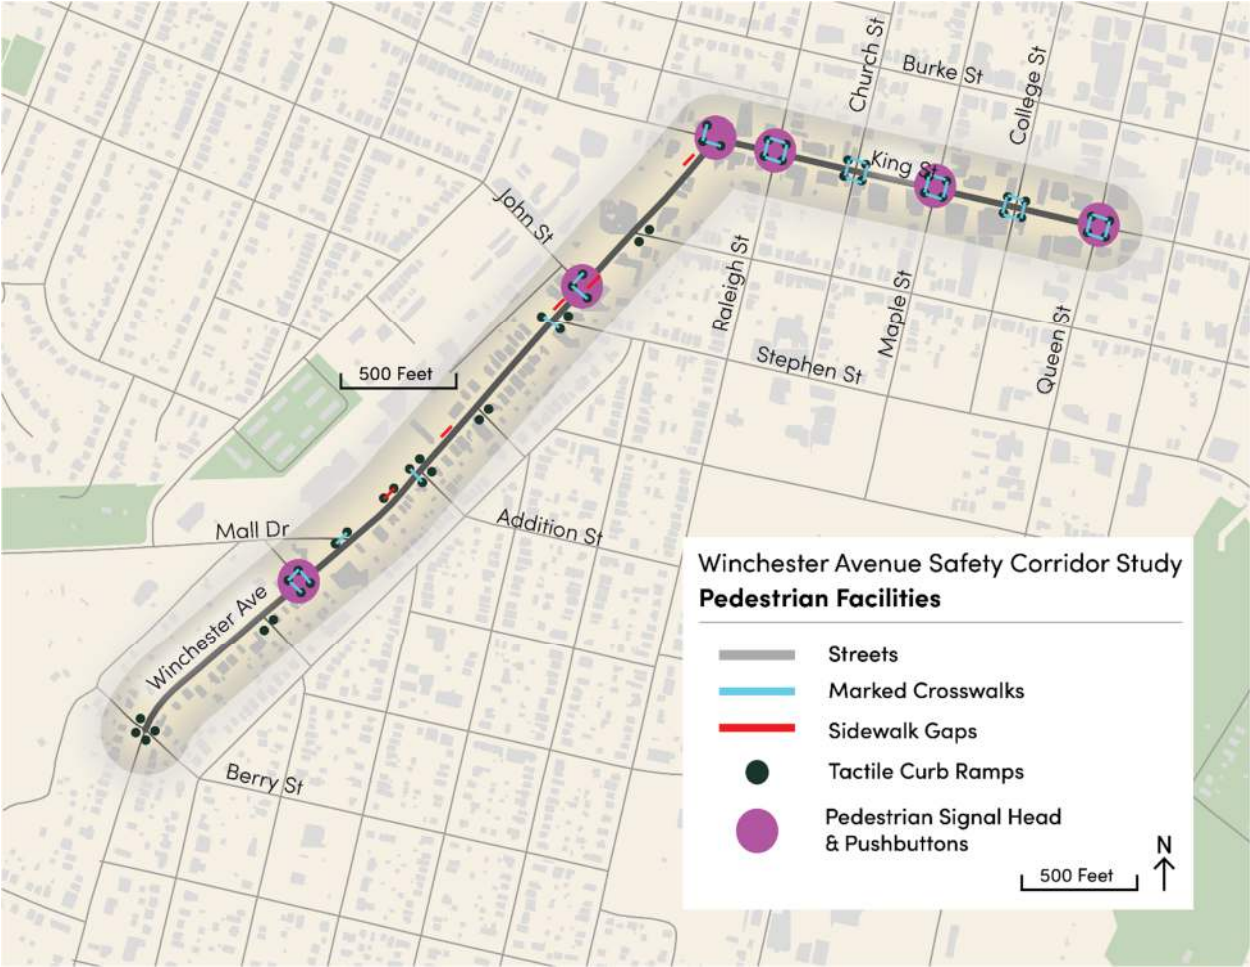 Church St
Burke St
College St
King St
John St
Raleigh St
Maple St
Queen St
Stephen St
500 Feet
Mall Dr
Addition St
Winchester Ave
Berry St
Winchester Avenue Safety Corridor Study
Pedestrian Facilities
Streets
Marked Crosswalks
Sidewalk Gaps
Tactile Curb Ramps
Pedestrian Signal Head
& Pushbuttons
N
500 Feet